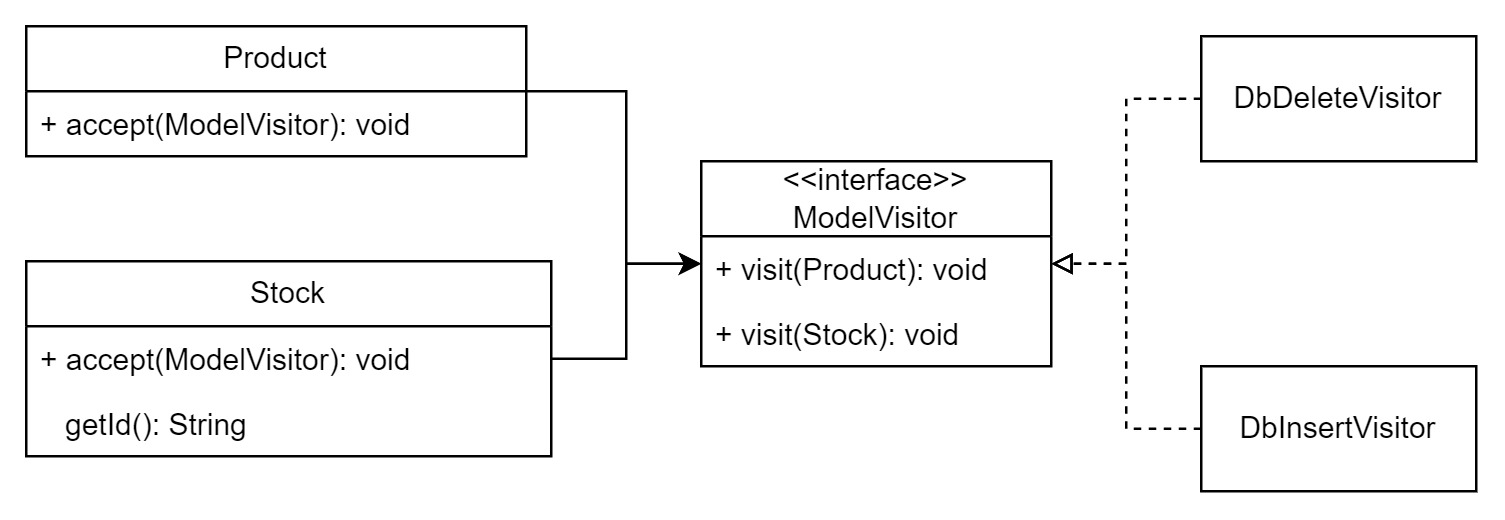 Product
+ accept(ModelVisitor): void
Stock
+ accept(ModelVisitor): void
getId(): String
<<interface>>
ModelVisitor
+ visit(Product): void
+ visit(Stock): void
DbDeleteVisitor
DbInsertVisitor